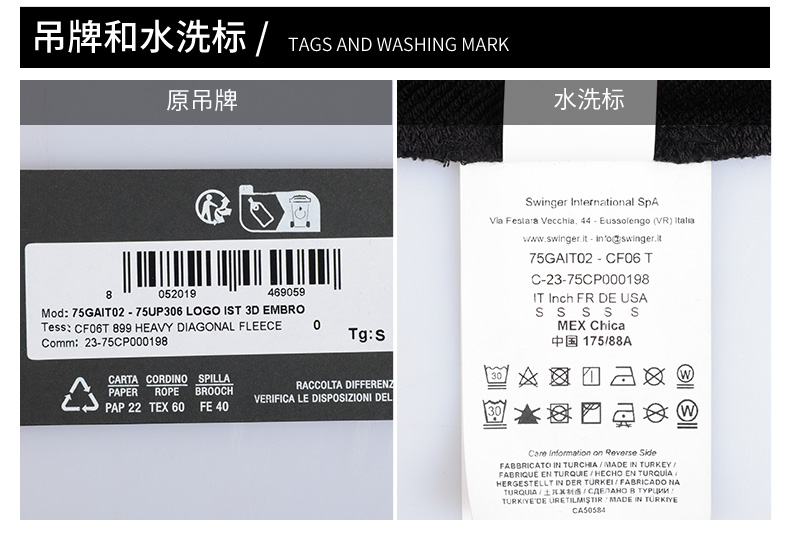 吊牌和水洗标 / TAGS AND WASHING MARK
原吊牌
8 052019 469059
Mod: 75GAIT02 - 75UP306 LOGO IST 3D EMBRO
Tess: CF06T 899 HEAVY DIAGONAL FLEECE 0
Comm: 23-75CP000198
Tg: S
CARTA CORDINO SPILLA
PAPER ROPE BROOCH
PAP 22 TEX 60 FE 40
RACCOLTA DIFFERENZ
VERIFICA LE DISPOSIZIONI DEL
水洗标
Swinger International SpA
Via Festara Vecchia, 44 - Bussolengo (VR) Italia
www.swinger.it - info@swinger.it
75GAIT02 - CF06 T
C-23-75CP000198
IT Inch FR DE USA
S S S S S
MEX Chica
中国 175/88A
30 W
30 W
Care Information on Reverse Side
FABBRICATO IN TURCHIA / MADE IN TURKEY /
FABRIQUÉ EN TURQUIE / HECHO EN TURQUÍA /
HERGESTELLT IN DER TÜRKEI / FABRICADO NA
TURQUIA / 土耳其制造 / СДЕЛАНО В ТУРЦИИ /
TÜRKIYE'DE ÜRETILMIŞTIR / MADE IN TÜRKIYE
CA50584